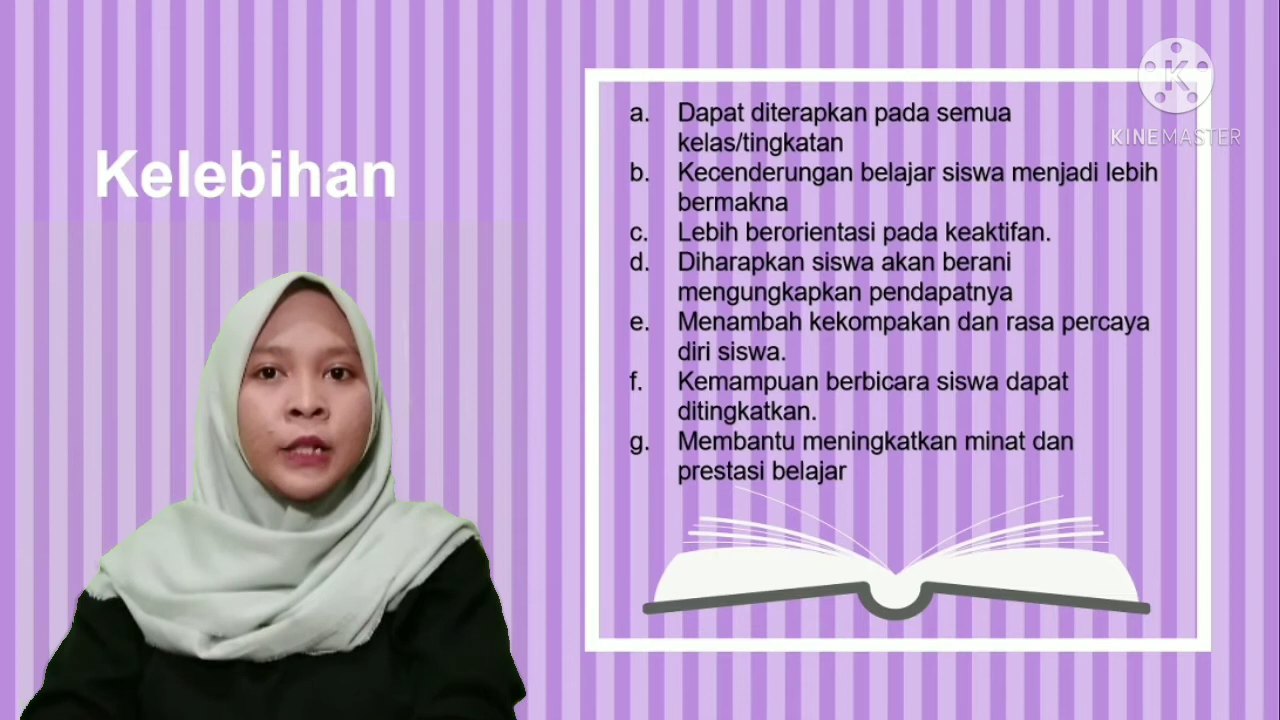 Kelebihan
a. Dapat diterapkan pada semua
kelas/tingkatan
b. Kecenderungan belajar siswa menjadi lebih
bermakna
c. Lebih berorientasi pada keaktifan.
d. Diharapkan siswa akan berani
mengungkapkan pendapatnya
e. Menambah kekompakan dan rasa percaya
diri siswa.
f. Kemampuan berbicara siswa dapat
ditingkatkan.
g. Membantu meningkatkan minat dan
prestasi belajar
K
KINEMASTER